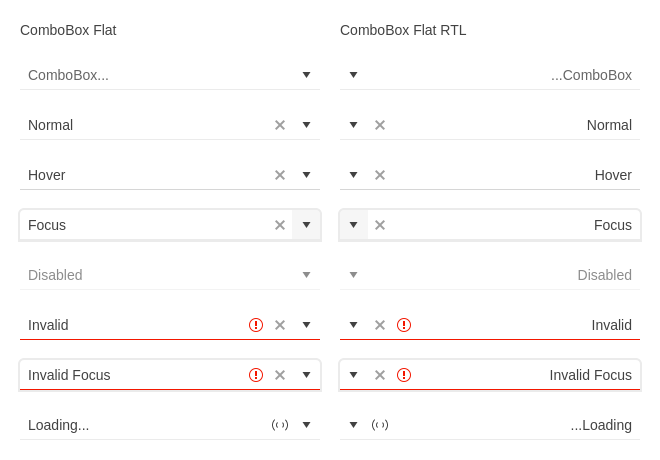 ComboBox Flat
ComboBox...
Normal
Hover
Focus
Disabled
Invalid
Invalid Focus
Loading...
ComboBox Flat RTL
...ComboBox
Normal
Hover
Focus
Disabled
Invalid
Invalid Focus
...Loading